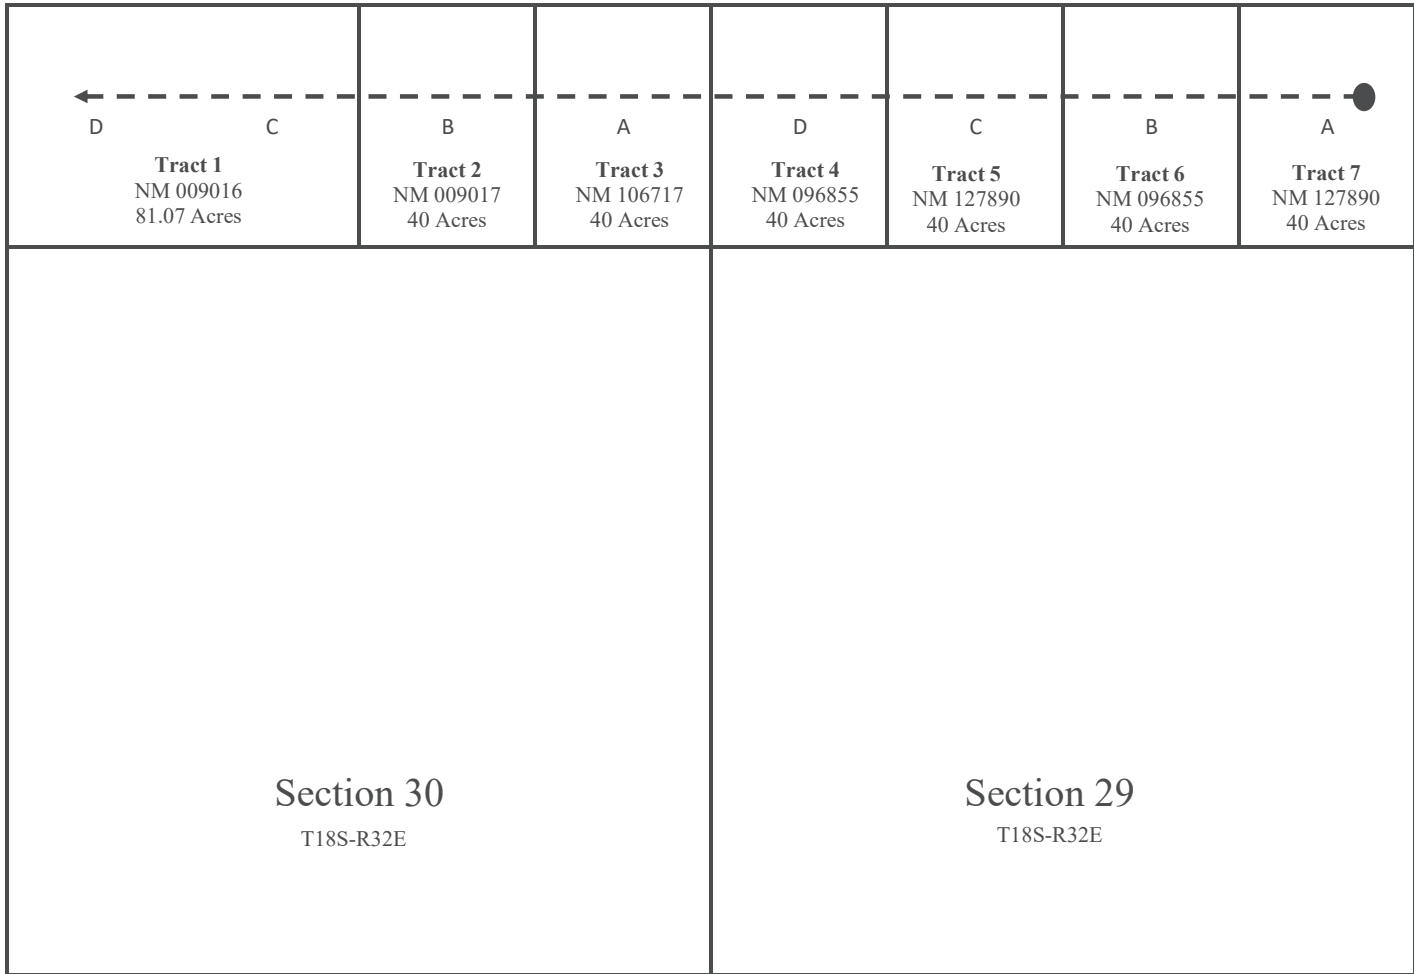 D C B A D C B A
Tract 1
NM 009016
81.07 Acres
Tract 2
NM 009017
40 Acres
Tract 3
NM 106717
40 Acres
Tract 4
NM 096855
40 Acres
Tract 5
NM 127890
40 Acres
Tract 6
NM 096855
40 Acres
Tract 7
NM 127890
40 Acres
Section 30
T18S-R32E
Section 29
T18S-R32E